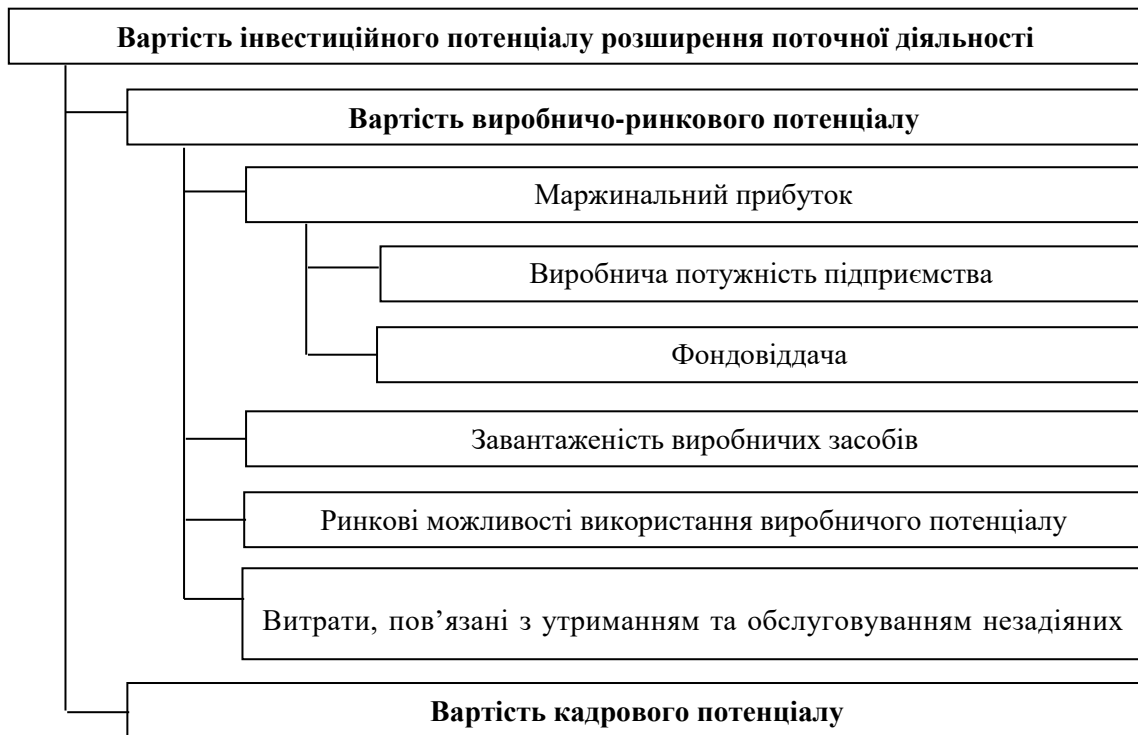 Вартість інвестиційного потенціалу розширення поточної діяльності
Вартість виробничо-ринкового потенціалу
Маржинальний прибуток
Виробнича потужність підприємства
Фондовіддача
Завантаженість виробничих засобів
Ринкові можливості використання виробничого потенціалу
Витрати, пов’язані з утриманням та обслуговуванням незадіяних
Вартість кадрового потенціалу